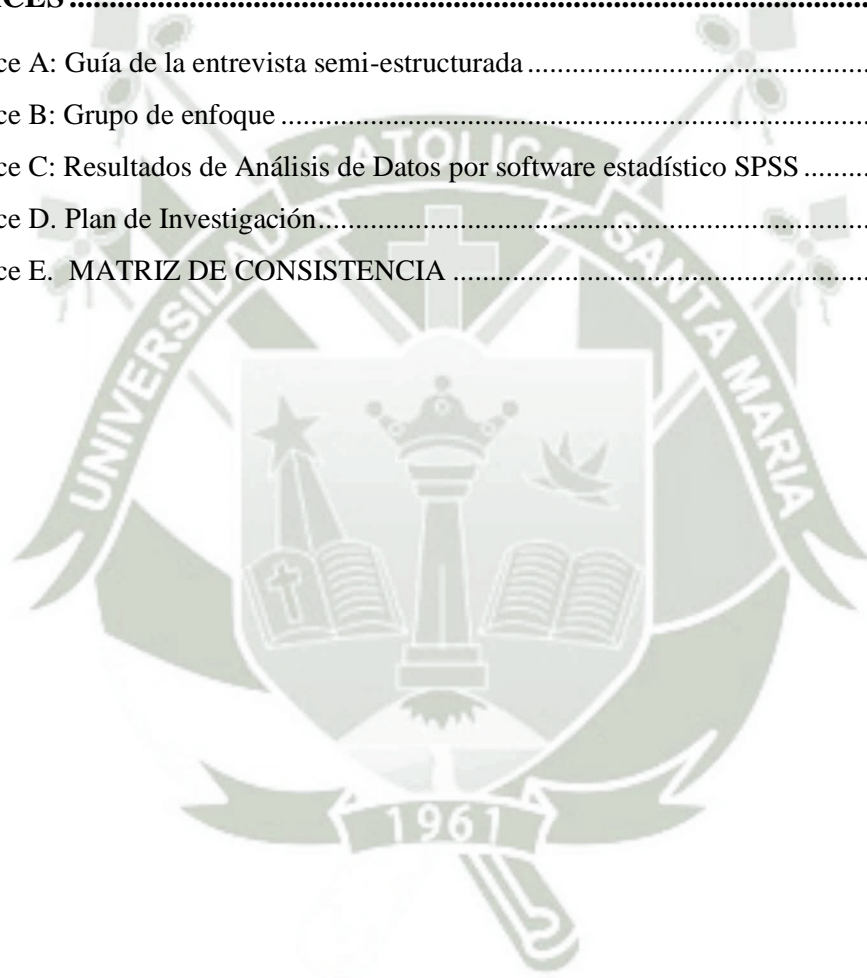 ICES
ce A: Guía de la entrevista semi-estructurada
ce B: Grupo de enfoque
ce C: Resultados de Análisis de Datos por software estadístico SPSS
ce D. Plan de Investigación
ce E. MATRIZ DE CONSISTENCIA
UNIVERSIDAD CATOLICA SANTA MARIA
1961